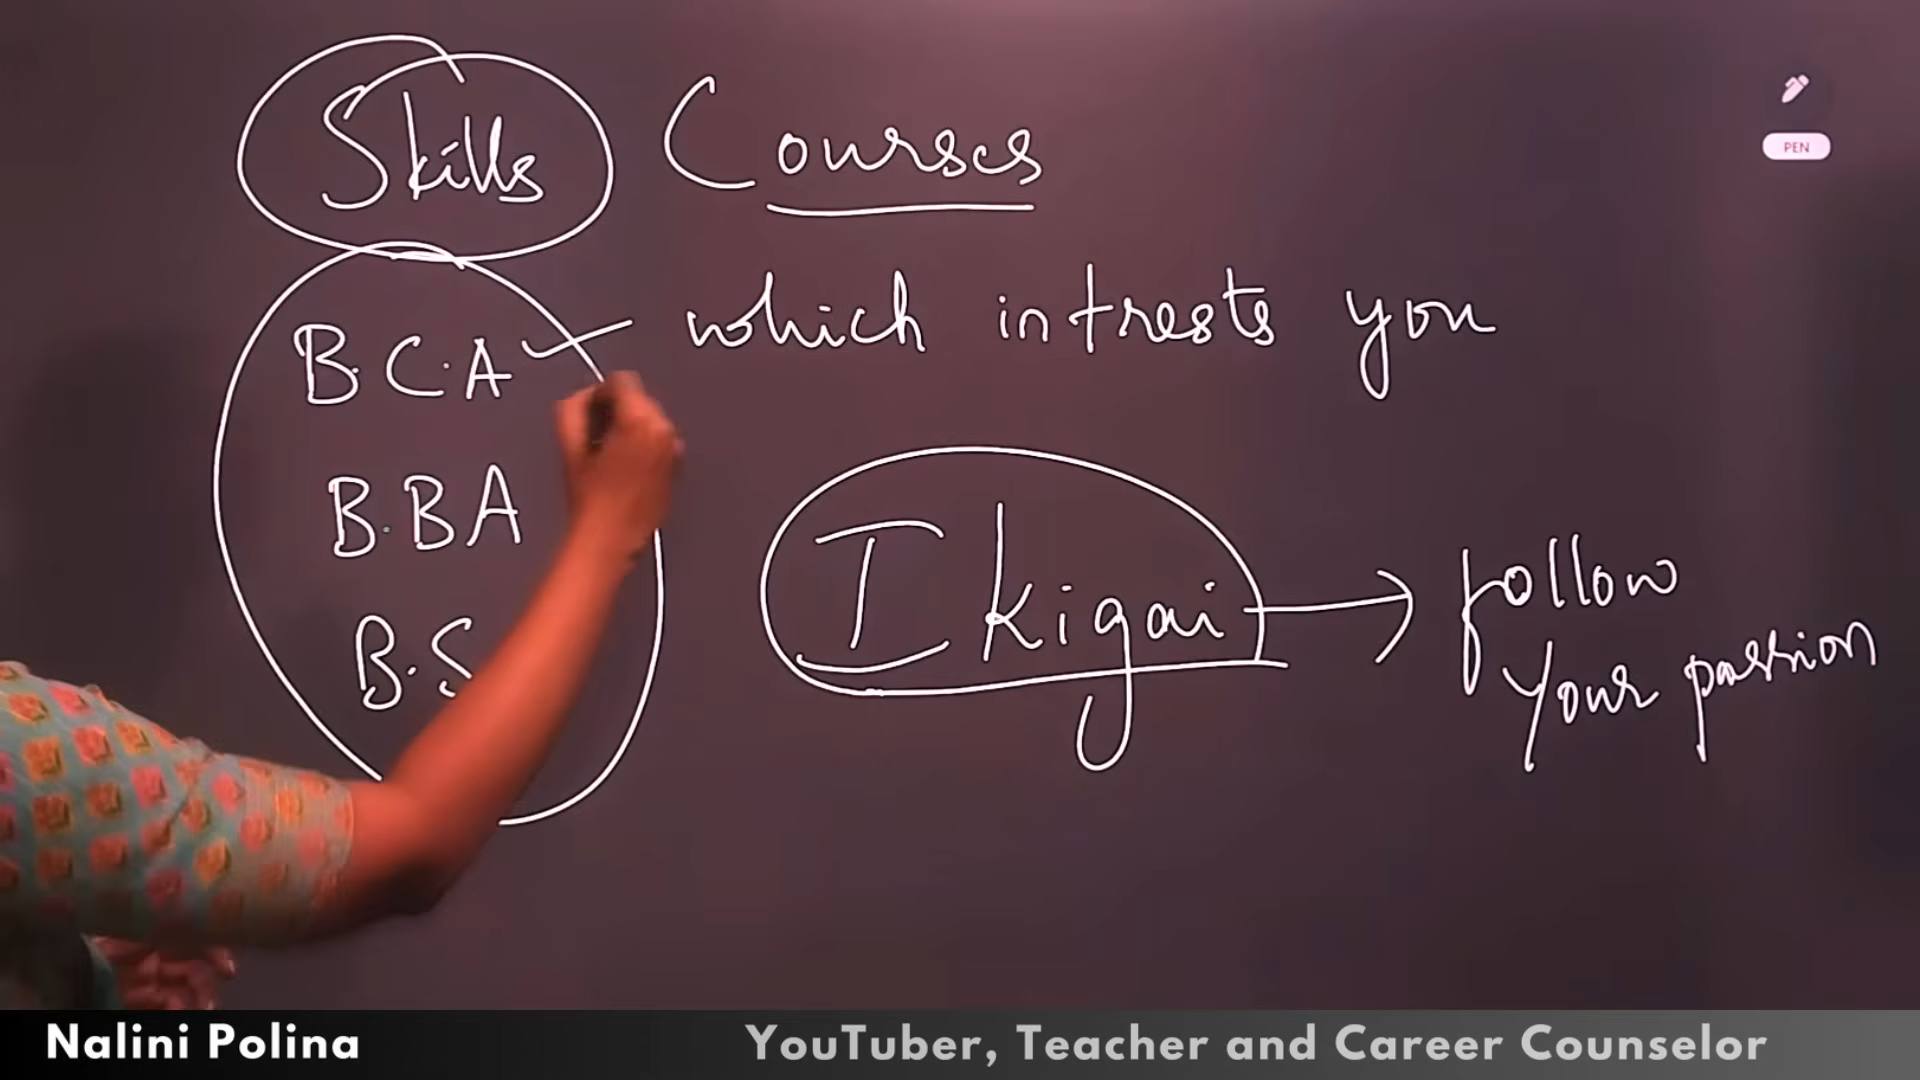 Skills Courses
PEN
B.C.A which intrests you
B.BA
Ikigai → follow
your passion
B.S
Nalini Polina
YouTuber, Teacher and Career Counselor